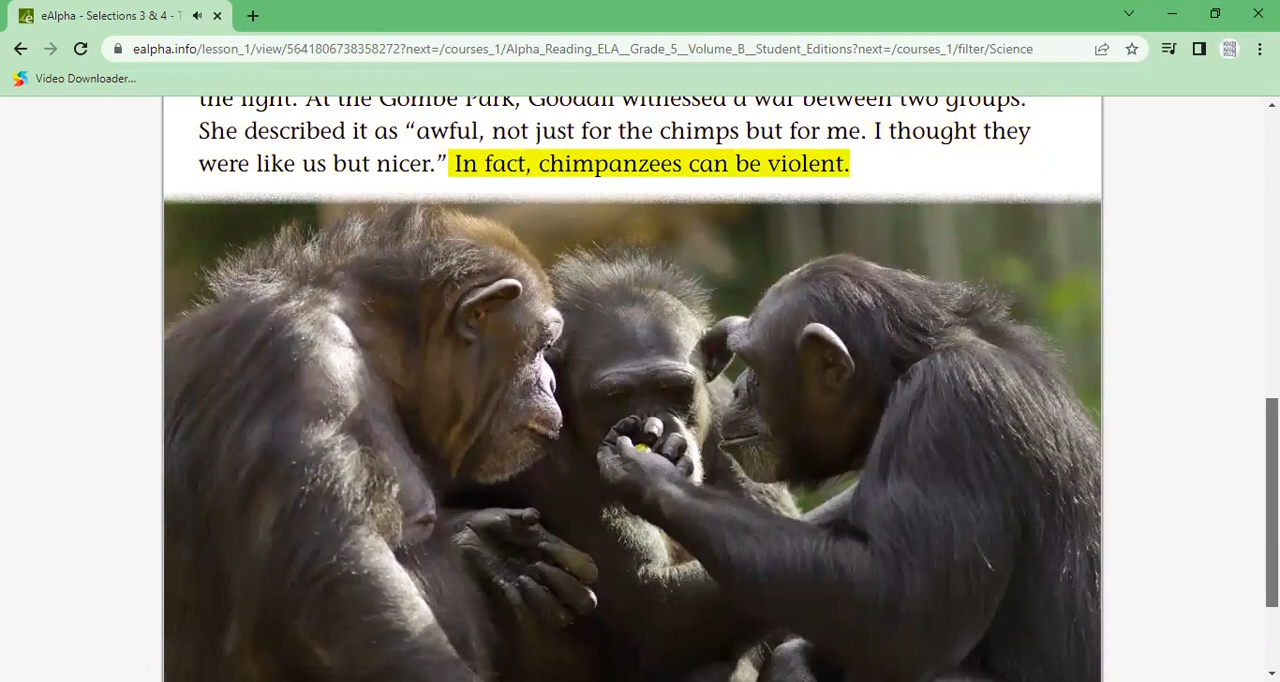 eAlpha - Selections 3 & 4 - T
ealpha.info/lesson_1/view/5641806738358272?next=/courses_1/Alpha_Reading_ELA__Grade_5__Volume_B__Student_Editions?next=/courses_1/filter/Science
Video Downloader...
the light. At the Gombe Park, Goodall witnessed a war between two groups.
She described it as “awful, not just for the chimps but for me. I thought they
were like us but nicer.” In fact, chimpanzees can be violent.